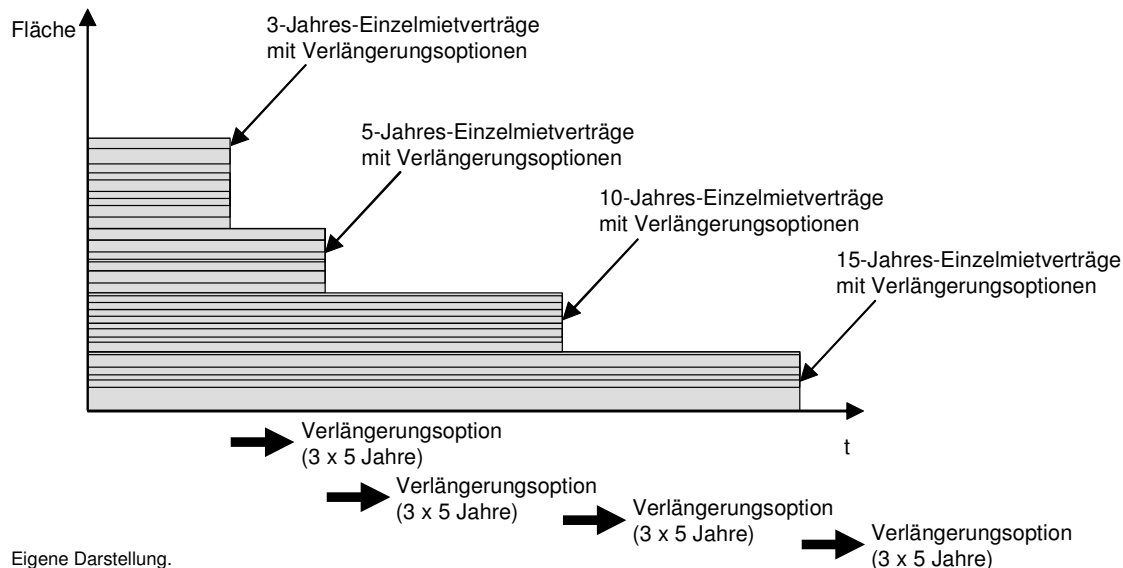 Fläche
3-Jahres-Einzelmietverträge
mit Verlängerungsoptionen
5-Jahres-Einzelmietverträge
mit Verlängerungsoptionen
10-Jahres-Einzelmietverträge
mit Verlängerungsoptionen
15-Jahres-Einzelmietverträge
mit Verlängerungsoptionen
t
Verlängerungsoption
(3 x 5 Jahre)
Verlängerungsoption
(3 x 5 Jahre)
Verlängerungsoption
(3 x 5 Jahre)
Verlängerungsoption
(3 x 5 Jahre)
Eigene Darstellung.